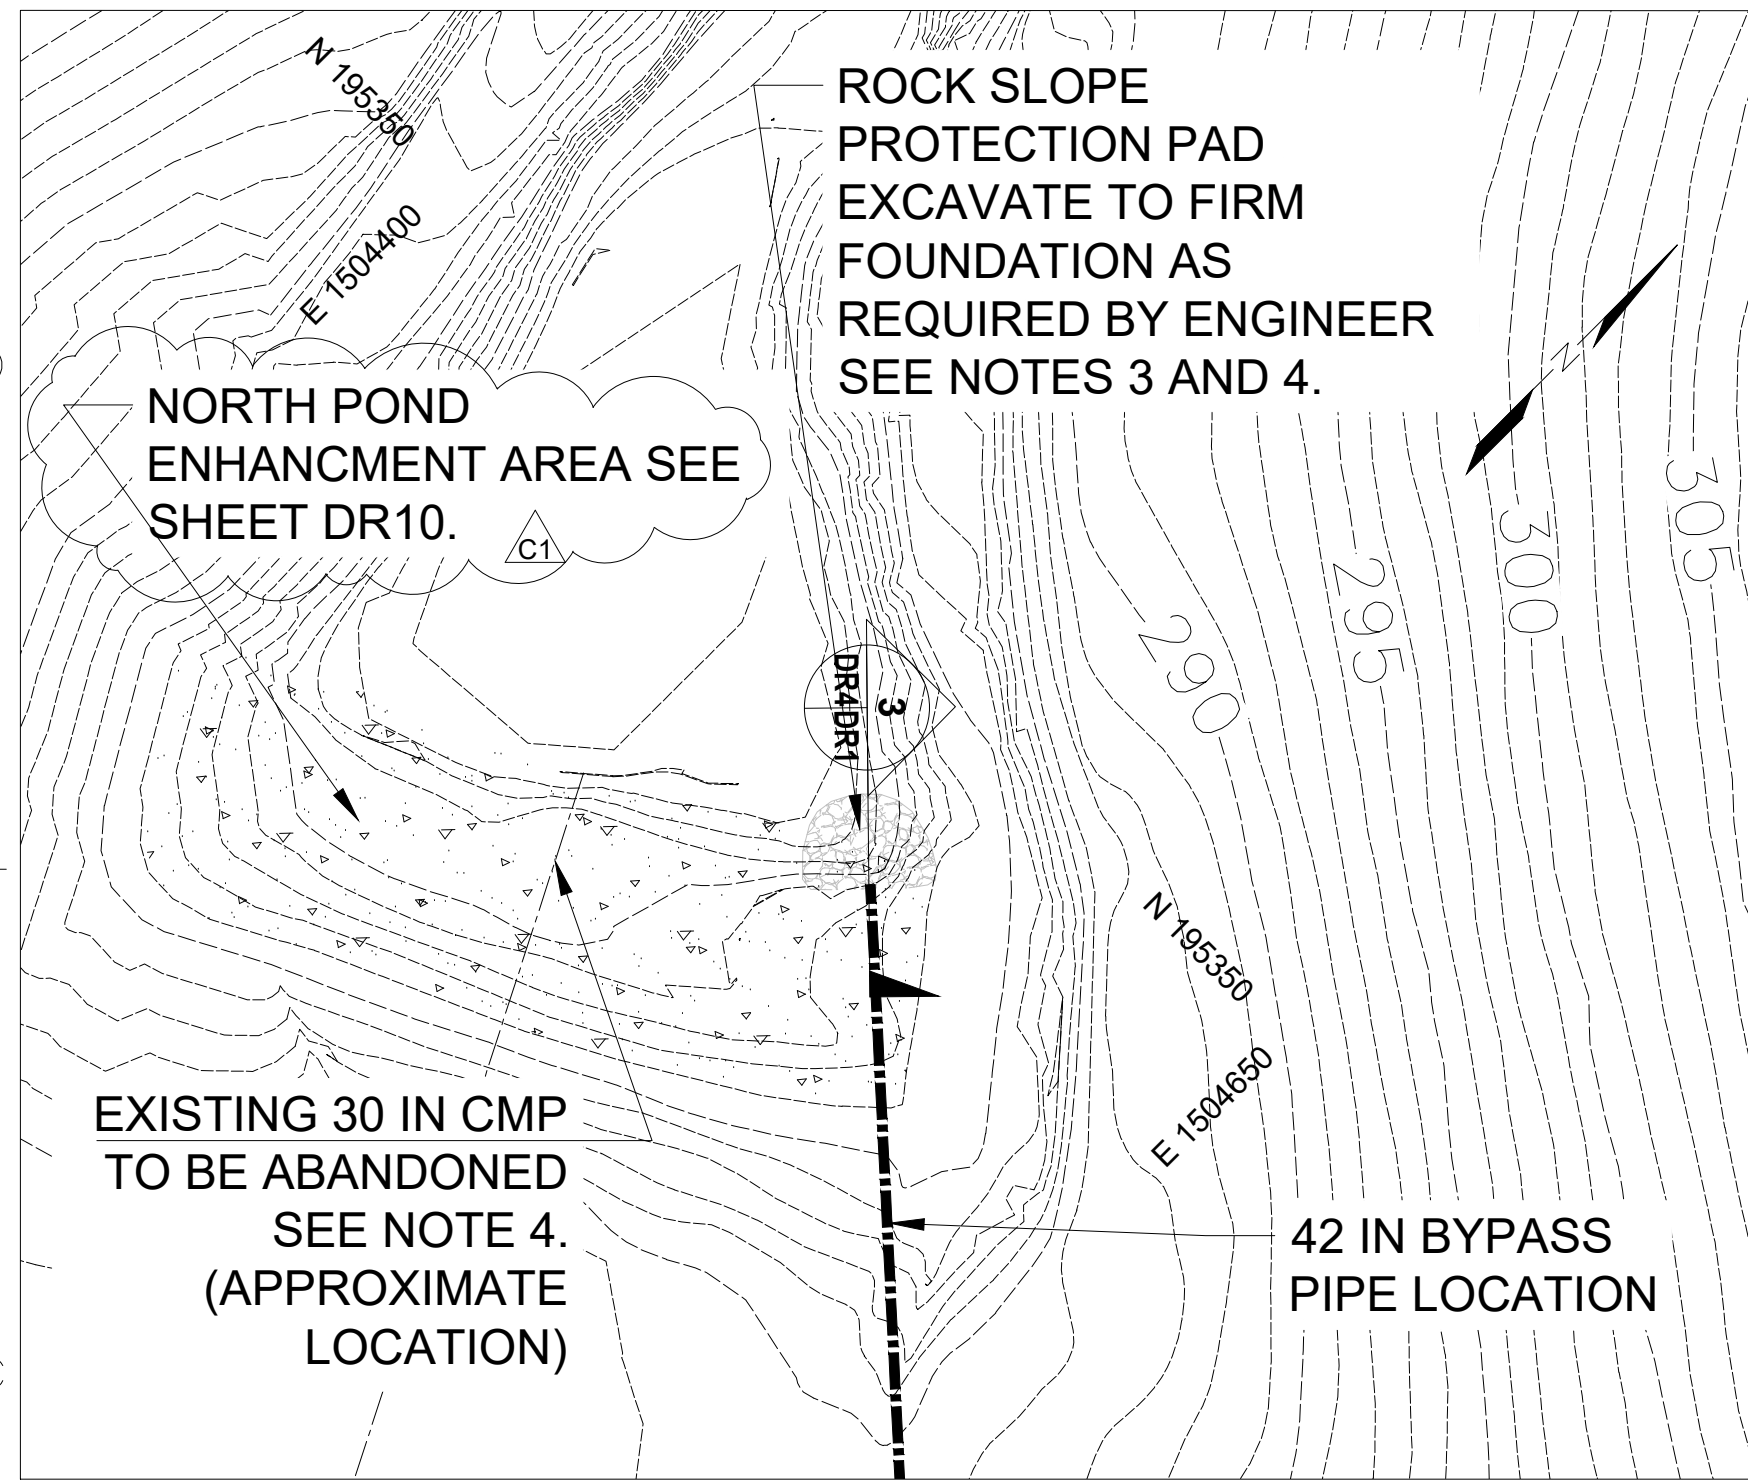 N 195350
E 1504400
ROCK SLOPE
PROTECTION PAD
EXCAVATE TO FIRM
FOUNDATION AS
REQUIRED BY ENGINEER
SEE NOTES 3 AND 4.
N
NORTH POND
ENHANCMENT AREA SEE
SHEET DR10.
C1
305
300
295
290
3
DR4DR1
N 195350
E 1504650
EXISTING 30 IN CMP
TO BE ABANDONED
SEE NOTE 4.
(APPROXIMATE
LOCATION)
42 IN BYPASS
PIPE LOCATION